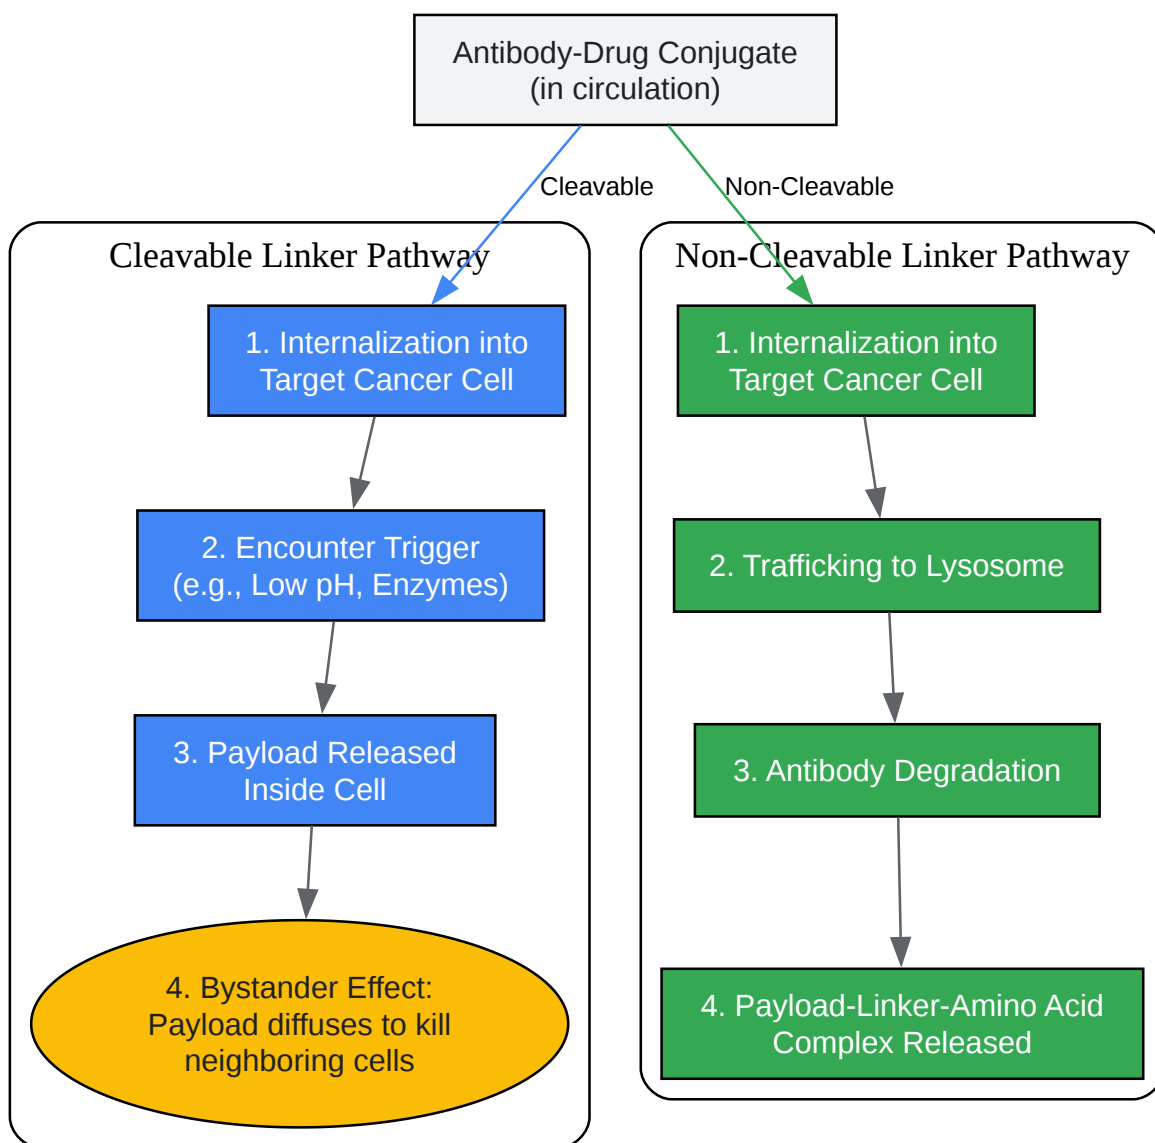 Antibody-Drug Conjugate
(in circulation)
Cleavable
Non-Cleavable
Cleavable Linker Pathway
1. Internalization into
Target Cancer Cell
2. Encounter Trigger
(e.g., Low pH, Enzymes)
3. Payload Released
Inside Cell
4. Bystander Effect:
Payload diffuses to kill
neighboring cells
Non-Cleavable Linker Pathway
1. Internalization into
Target Cancer Cell
2. Trafficking to Lysosome
3. Antibody Degradation
4. Payload-Linker-Amino Acid
Complex Released